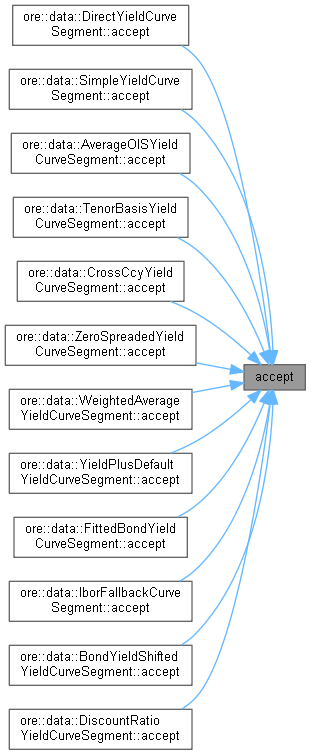 ore::data::DirectYieldCurve
Segment::accept
ore::data::SimpleYieldCurve
Segment::accept
ore::data::AverageOISYield
CurveSegment::accept
ore::data::TenorBasisYield
CurveSegment::accept
ore::data::CrossCcyYield
CurveSegment::accept
ore::data::ZeroSpreadedYield
CurveSegment::accept
accept
ore::data::WeightedAverage
YieldCurveSegment::accept
ore::data::YieldPlusDefault
YieldCurveSegment::accept
ore::data::FittedBondYield
CurveSegment::accept
ore::data::IborFallbackCurve
Segment::accept
ore::data::BondYieldShifted
YieldCurveSegment::accept
ore::data::DiscountRatio
YieldCurveSegment::accept